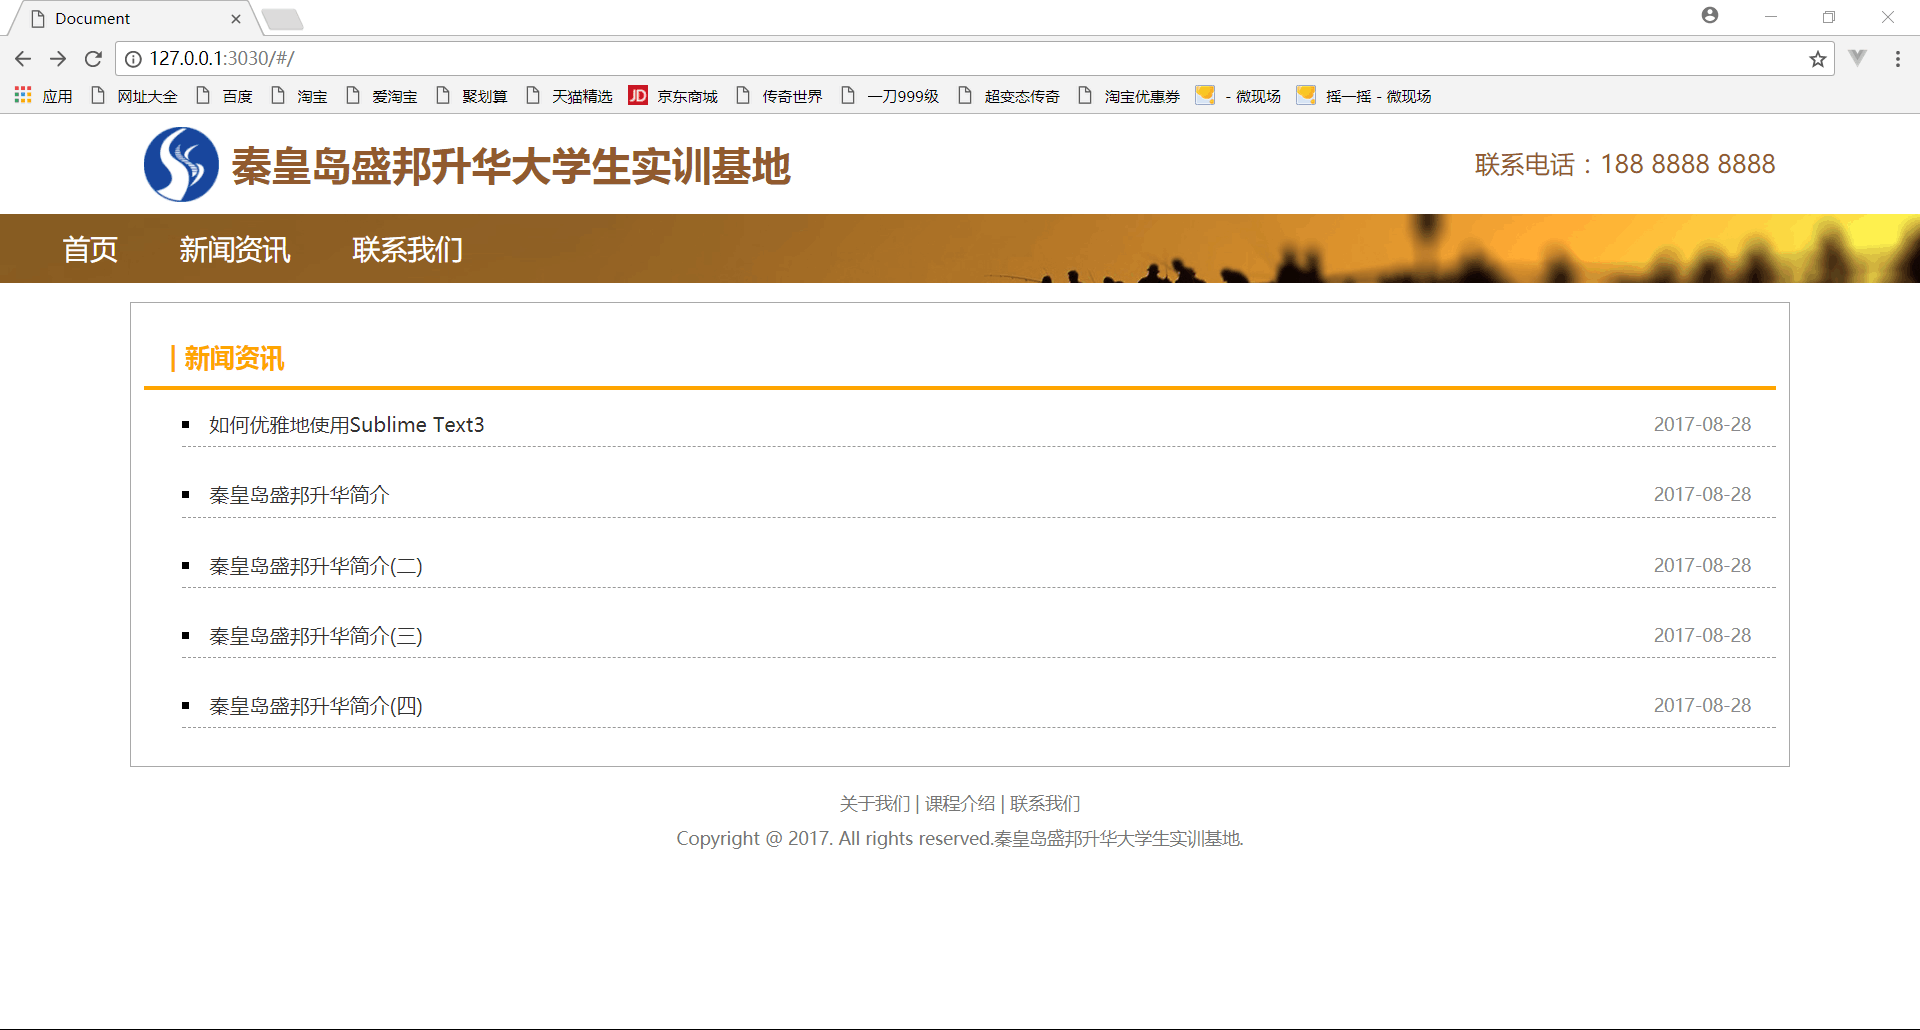 Document
127.0.0.1:3030/#/
应用 网址大全 百度 淘宝 爱淘宝 聚划算 天猫精选 JD 京东商城 传奇世界 一刀999级 超变态传奇 淘宝优惠券 - 微现场 摇一摇 - 微现场
秦皇岛盛邦升华大学生实训基地 联系电话：188 8888 8888
首页 新闻资讯 联系我们
| 新闻资讯
如何优雅地使用Sublime Text3 2017-08-28
秦皇岛盛邦升华简介 2017-08-28
秦皇岛盛邦升华简介(二) 2017-08-28
秦皇岛盛邦升华简介(三) 2017-08-28
秦皇岛盛邦升华简介(四) 2017-08-28
关于我们 | 课程介绍 | 联系我们
Copyright @ 2017. All rights reserved.秦皇岛盛邦升华大学生实训基地.